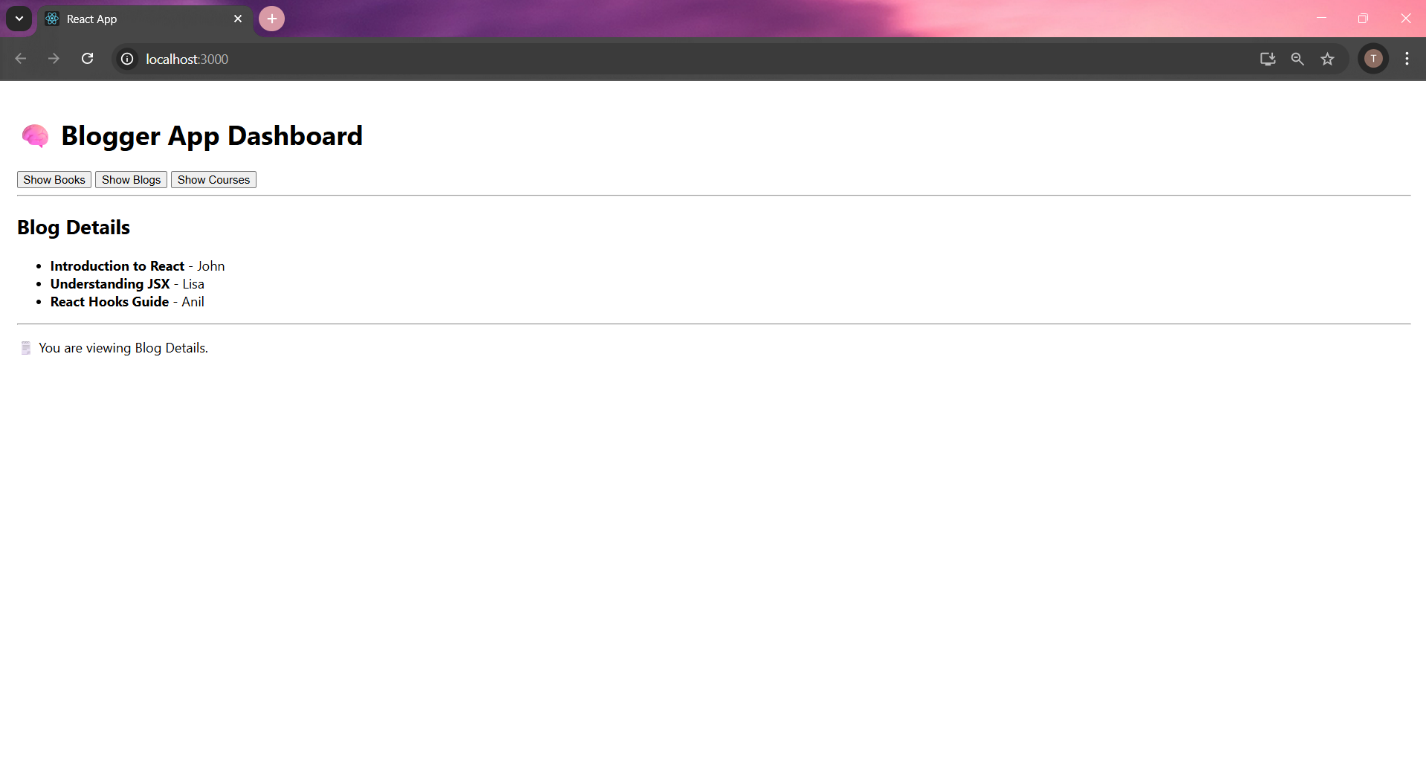 React App
localhost:3000
T
🧠 Blogger App Dashboard
Show Books Show Blogs Show Courses
Blog Details
• Introduction to React - John
• Understanding JSX - Lisa
• React Hooks Guide - Anil
You are viewing Blog Details.